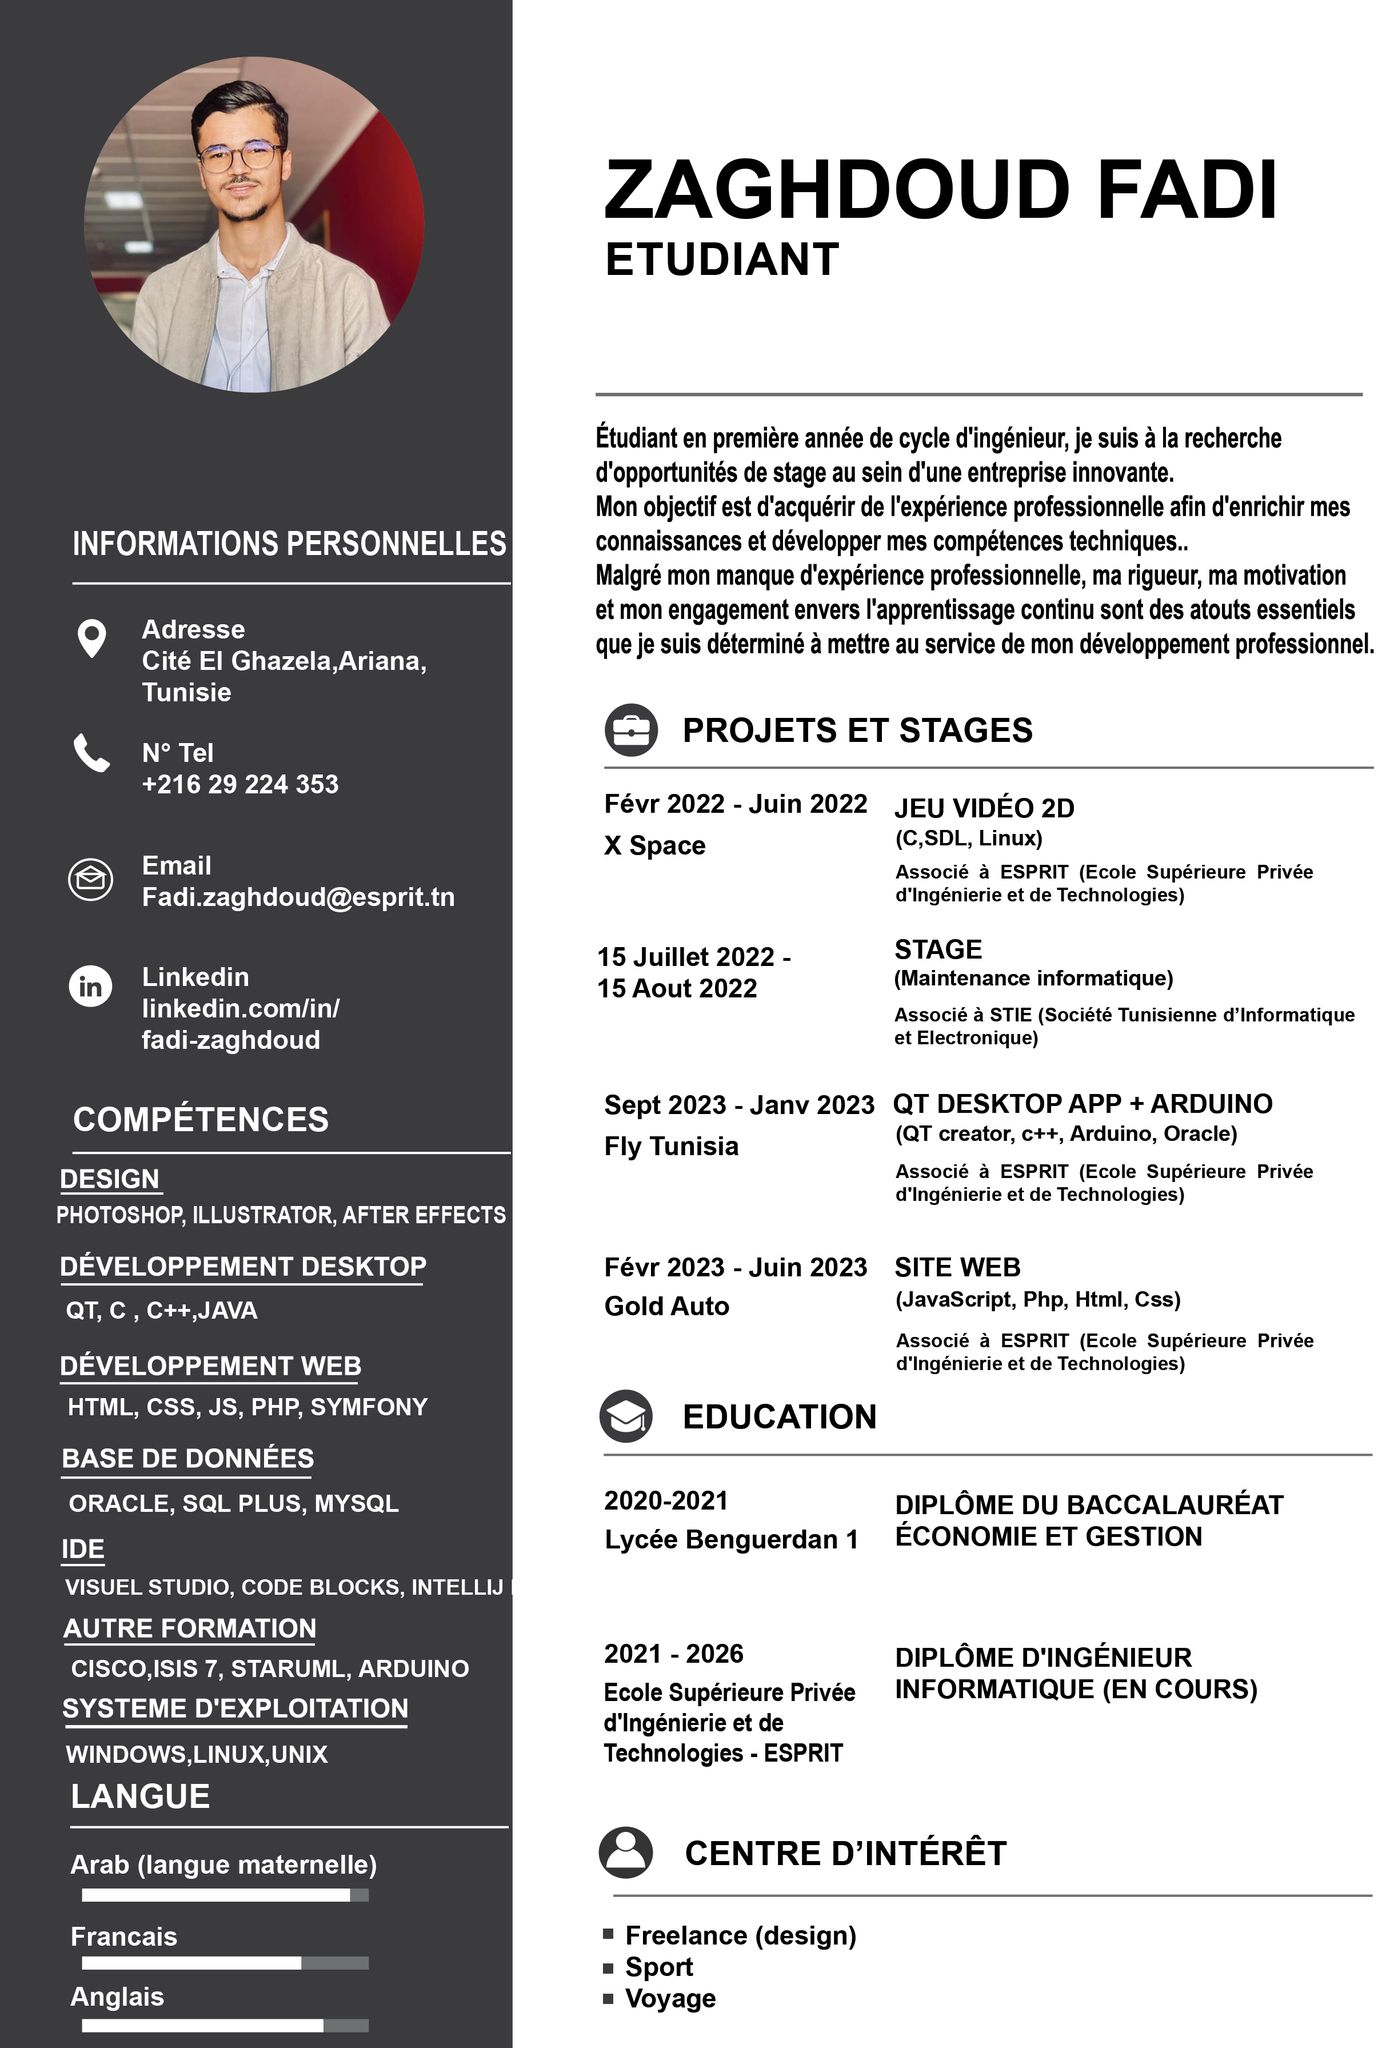 ZAGHDOUD FADI
ETUDIANT
Étudiant en première année de cycle d'ingénieur, je suis à la recherche
d'opportunités de stage au sein d'une entreprise innovante.
Mon objectif est d'acquérir de l'expérience professionnelle afin d'enrichir mes
connaissances et développer mes compétences techniques..
Malgré mon manque d'expérience professionnelle, ma rigueur, ma motivation
et mon engagement envers l'apprentissage continu sont des atouts essentiels
que je suis déterminé à mettre au service de mon développement professionnel.
INFORMATIONS PERSONNELLES
Adresse
Cité El Ghazela,Ariana,
Tunisie
N° Tel
+216 29 224 353
Email
Fadi.zaghdoud@esprit.tn
in
Linkedin
linkedin.com/in/
fadi-zaghdoud
COMPÉTENCES
DESIGN
PHOTOSHOP, ILLUSTRATOR, AFTER EFFECTS
DÉVELOPPEMENT DESKTOP
QT, C , C++,JAVA
DÉVELOPPEMENT WEB
HTML, CSS, JS, PHP, SYMFONY
BASE DE DONNÉES
ORACLE, SQL PLUS, MYSQL
IDE
VISUEL STUDIO, CODE BLOCKS, INTELLIJ
AUTRE FORMATION
CISCO,ISIS 7, STARUML, ARDUINO
SYSTEME D'EXPLOITATION
WINDOWS,LINUX,UNIX
LANGUE
Arab (langue maternelle)
Francais
Anglais
PROJETS ET STAGES
Févr 2022 - Juin 2022
X Space
JEU VIDÉO 2D
(C,SDL, Linux)
Associé à ESPRIT (Ecole Supérieure Privée
d'Ingénierie et de Technologies)
15 Juillet 2022 -
15 Aout 2022
STAGE
(Maintenance informatique)
Associé à STIE (Société Tunisienne d’Informatique
et Electronique)
Sept 2023 - Janv 2023
Fly Tunisia
QT DESKTOP APP + ARDUINO
(QT creator, c++, Arduino, Oracle)
Associé à ESPRIT (Ecole Supérieure Privée
d'Ingénierie et de Technologies)
Févr 2023 - Juin 2023
Gold Auto
SITE WEB
(JavaScript, Php, Html, Css)
Associé à ESPRIT (Ecole Supérieure Privée
d'Ingénierie et de Technologies)
EDUCATION
2020-2021
Lycée Benguerdan 1
DIPLÔME DU BACCALAURÉAT
ÉCONOMIE ET GESTION
2021 - 2026
Ecole Supérieure Privée
d'Ingénierie et de
Technologies - ESPRIT
DIPLÔME D'INGÉNIEUR
INFORMATIQUE (EN COURS)
CENTRE D’INTÉRÊT
Freelance (design)
Sport
Voyage